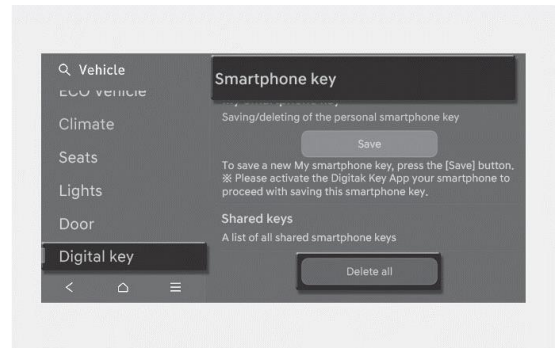 Vehicle
ECO vehicle
Climate
Seats
Lights
Door
Digital key
Smartphone key
Saving/deleting of the personal smartphone key
Save
To save a new My smartphone key, press the [Save] button.
※ Please activate the Digitak Key App your smartphone to
proceed with saving this smartphone key.
Shared keys
A list of all shared smartphone keys
Delete all